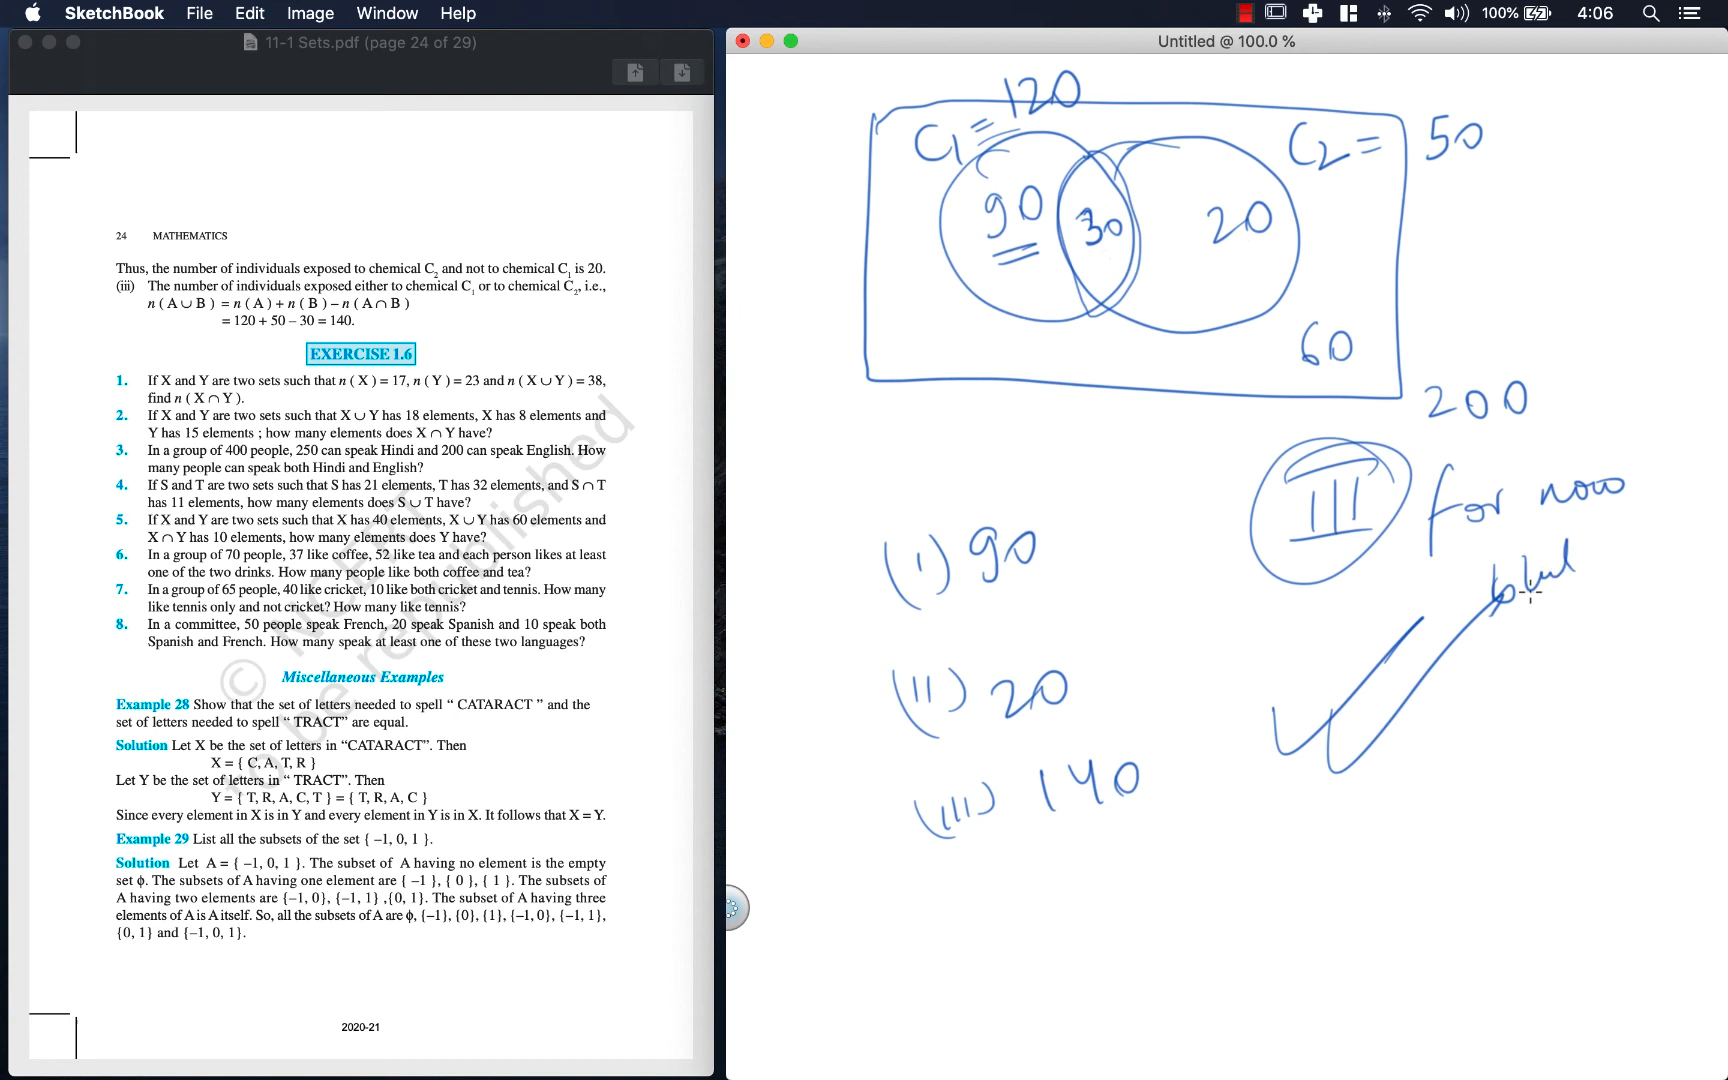 SketchBook File Edit Image Window Help 100% 4:06
11-1 Sets.pdf (page 24 of 29)
24 MATHEMATICS
Thus, the number of individuals exposed to chemical C₂ and not to chemical C₁ is 20.
(iii) The number of individuals exposed either to chemical C₁ or to chemical C₂, i.e.,
n ( A ∪ B ) = n ( A ) + n ( B ) – n ( A ∩ B )
= 120 + 50 – 30 = 140.
EXERCISE 1.6
1. If X and Y are two sets such that n ( X ) = 17, n ( Y ) = 23 and n ( X ∪ Y ) = 38,
find n ( X ∩ Y ).
2. If X and Y are two sets such that X ∪ Y has 18 elements, X has 8 elements and
Y has 15 elements ; how many elements does X ∩ Y have?
3. In a group of 400 people, 250 can speak Hindi and 200 can speak English. How
many people can speak both Hindi and English?
4. If S and T are two sets such that S has 21 elements, T has 32 elements, and S ∩ T
has 11 elements, how many elements does S ∪ T have?
5. If X and Y are two sets such that X has 40 elements, X ∪ Y has 60 elements and
X ∩ Y has 10 elements, how many elements does Y have?
6. In a group of 70 people, 37 like coffee, 52 like tea and each person likes at least
one of the two drinks. How many people like both coffee and tea?
7. In a group of 65 people, 40 like cricket, 10 like both cricket and tennis. How many
like tennis only and not cricket? How many like tennis?
8. In a committee, 50 people speak French, 20 speak Spanish and 10 speak both
Spanish and French. How many speak at least one of these two languages?
© NCERT
to be republished
Miscellaneous Examples
Example 28 Show that the set of letters needed to spell “ CATARACT ” and the
set of letters needed to spell “ TRACT” are equal.
Solution Let X be the set of letters in “CATARACT”. Then
X = { C, A, T, R }
Let Y be the set of letters in “ TRACT”. Then
Y = { T, R, A, C, T } = { T, R, A, C }
Since every element in X is in Y and every element in Y is in X. It follows that X = Y.
Example 29 List all the subsets of the set { –1, 0, 1 }.
Solution Let A = { –1, 0, 1 }. The subset of A having no element is the empty
set ϕ. The subsets of A having one element are { –1 }, { 0 }, { 1 }. The subsets of
A having two elements are {–1, 0}, {–1, 1} ,{0, 1}. The subset of A having three
elements of A is A itself. So, all the subsets of A are ϕ, {–1}, {0}, {1}, {–1, 0}, {–1, 1},
{0, 1} and {–1, 0, 1}.
2020-21
Untitled @ 100.0 %
C₁ = 120
C₂ = 50
90 30 20
60
200
III for now
(i) 90
(ii) 20
(iii) 140